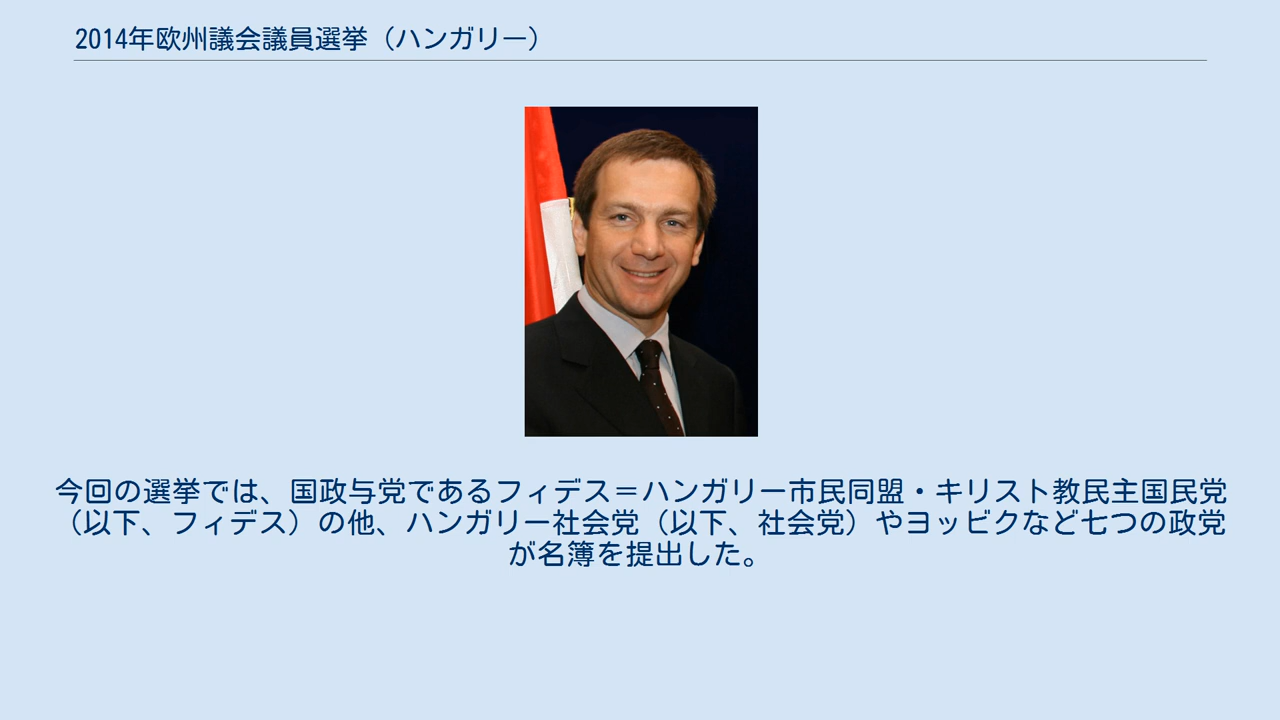 2014年欧州議会議員選挙（ハンガリー）
今回の選挙では、国政与党であるフィデス＝ハンガリー市民同盟・キリスト教民主国民党
（以下、フィデス）の他、ハンガリー社会党（以下、社会党）やヨッビクなど七つの政党
が名簿を提出した。